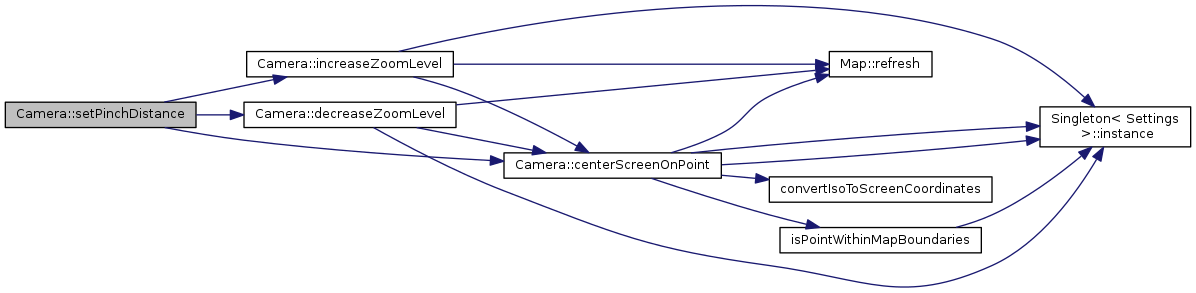 Camera::setPinchDistance
Camera::increaseZoomLevel
Camera::decreaseZoomLevel
Camera::centerScreenOnPoint
Map::refresh
convertIsoToScreenCoordinates
isPointWithinMapBoundaries
Singleton< Settings
>::instance